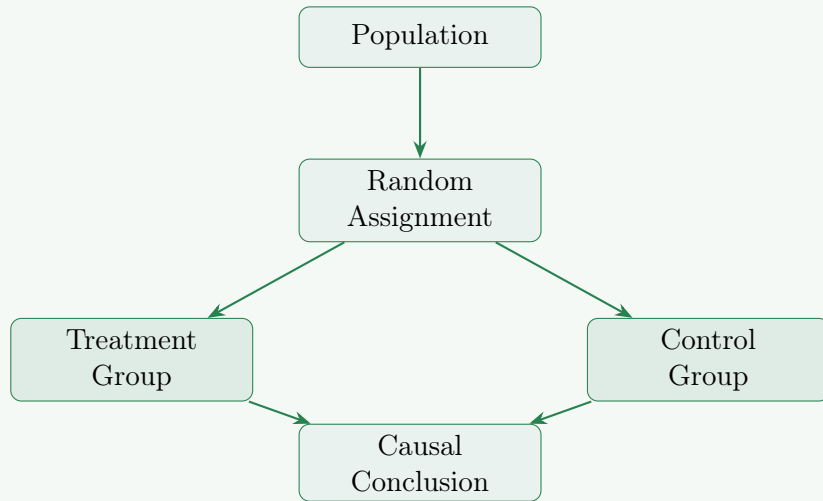 Population
Random
Assignment
Treatment
Group
Control
Group
Causal
Conclusion